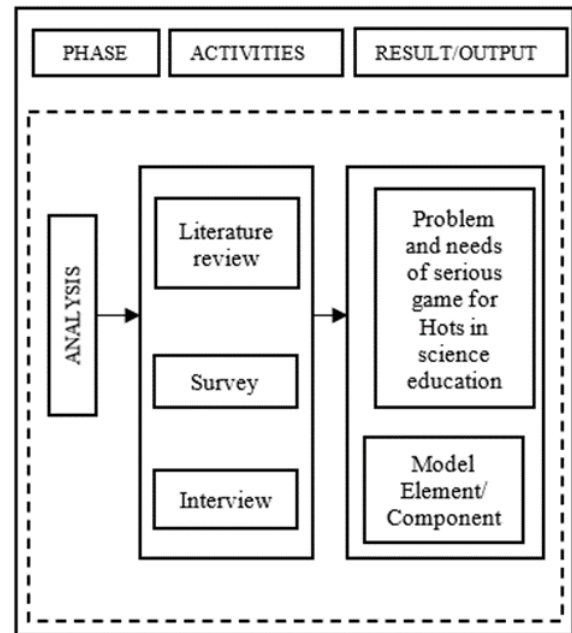 PHASE
ACTIVITIES
RESULT/OUTPUT
ANALYSIS
Literature
review
Survey
Interview
Problem
and needs
of serious
game for
Hots in
science
education
Model
Element/
Component